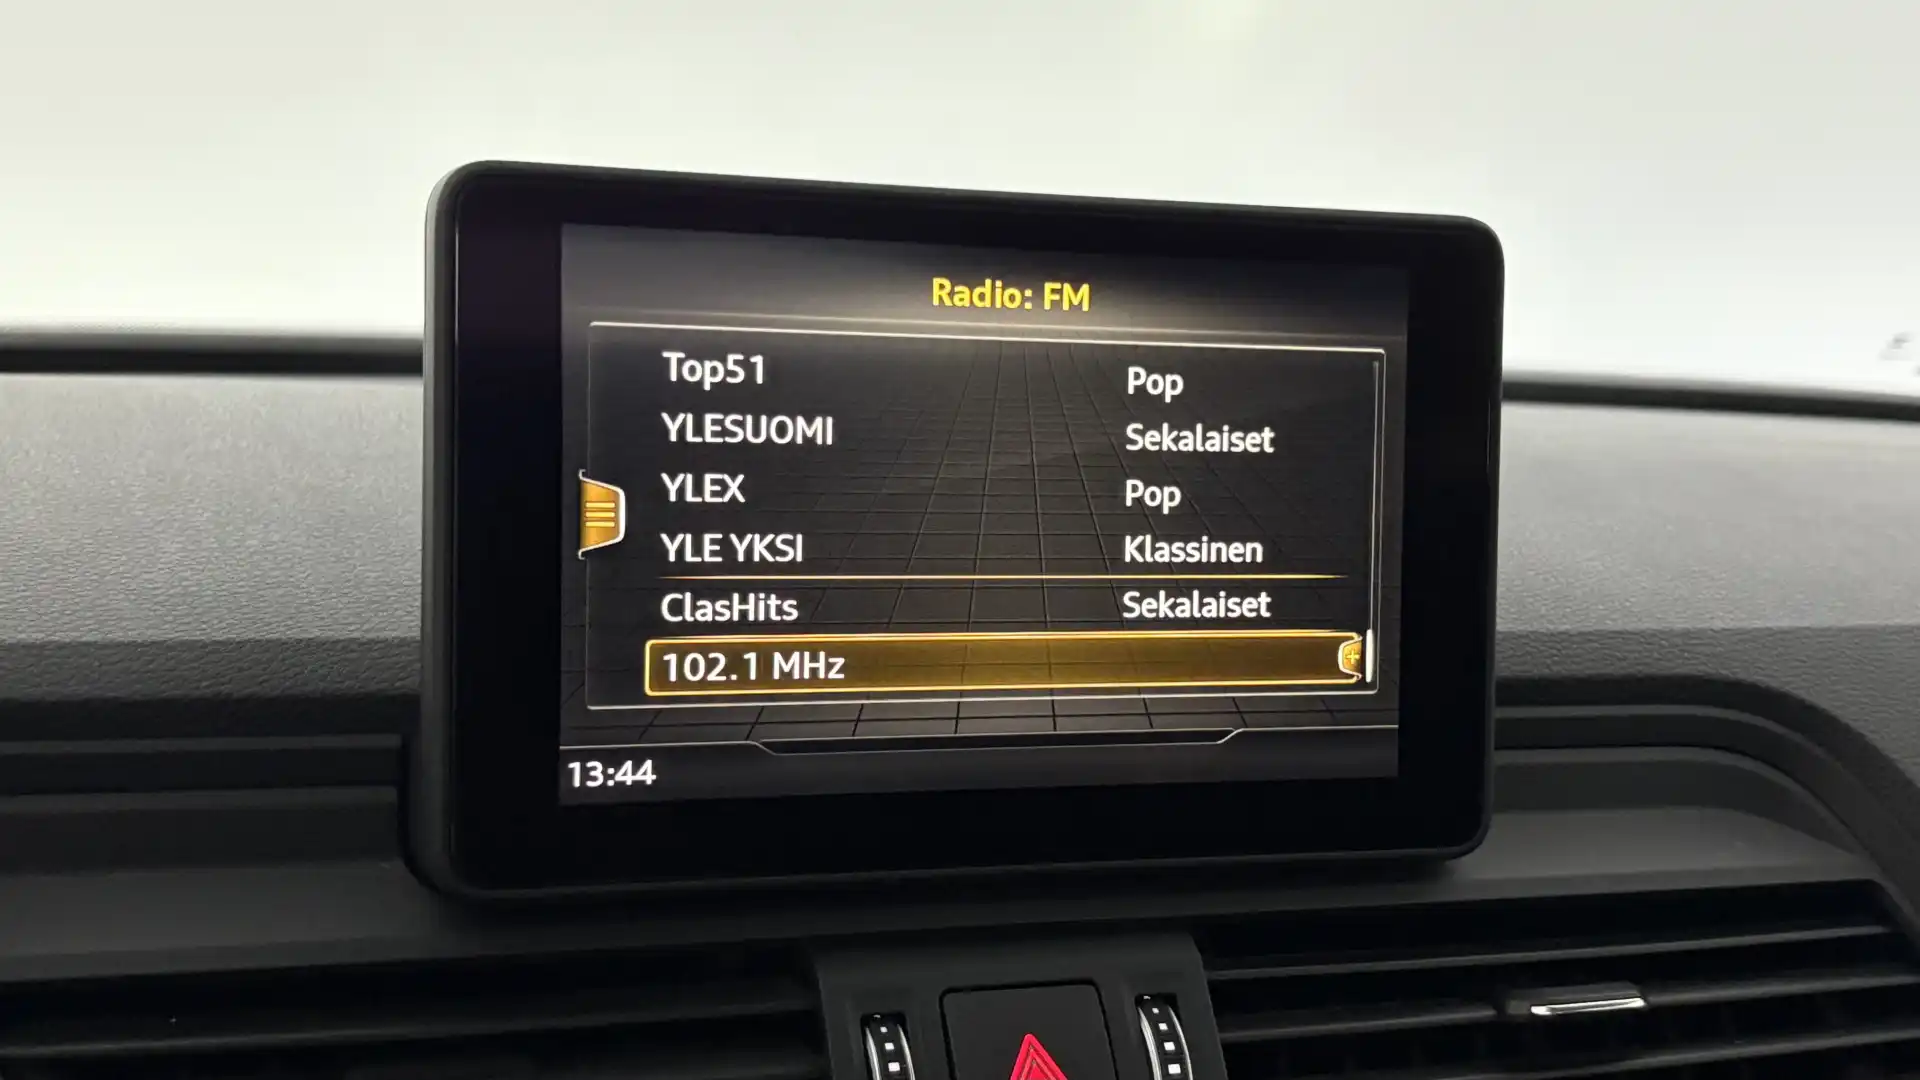 Radio: FM
Top51 Pop
YLESUOMI Sekalaiset
YLEX Pop
YLE YKSI Klassinen
ClasHits Sekalaiset
102.1 MHz
13:44